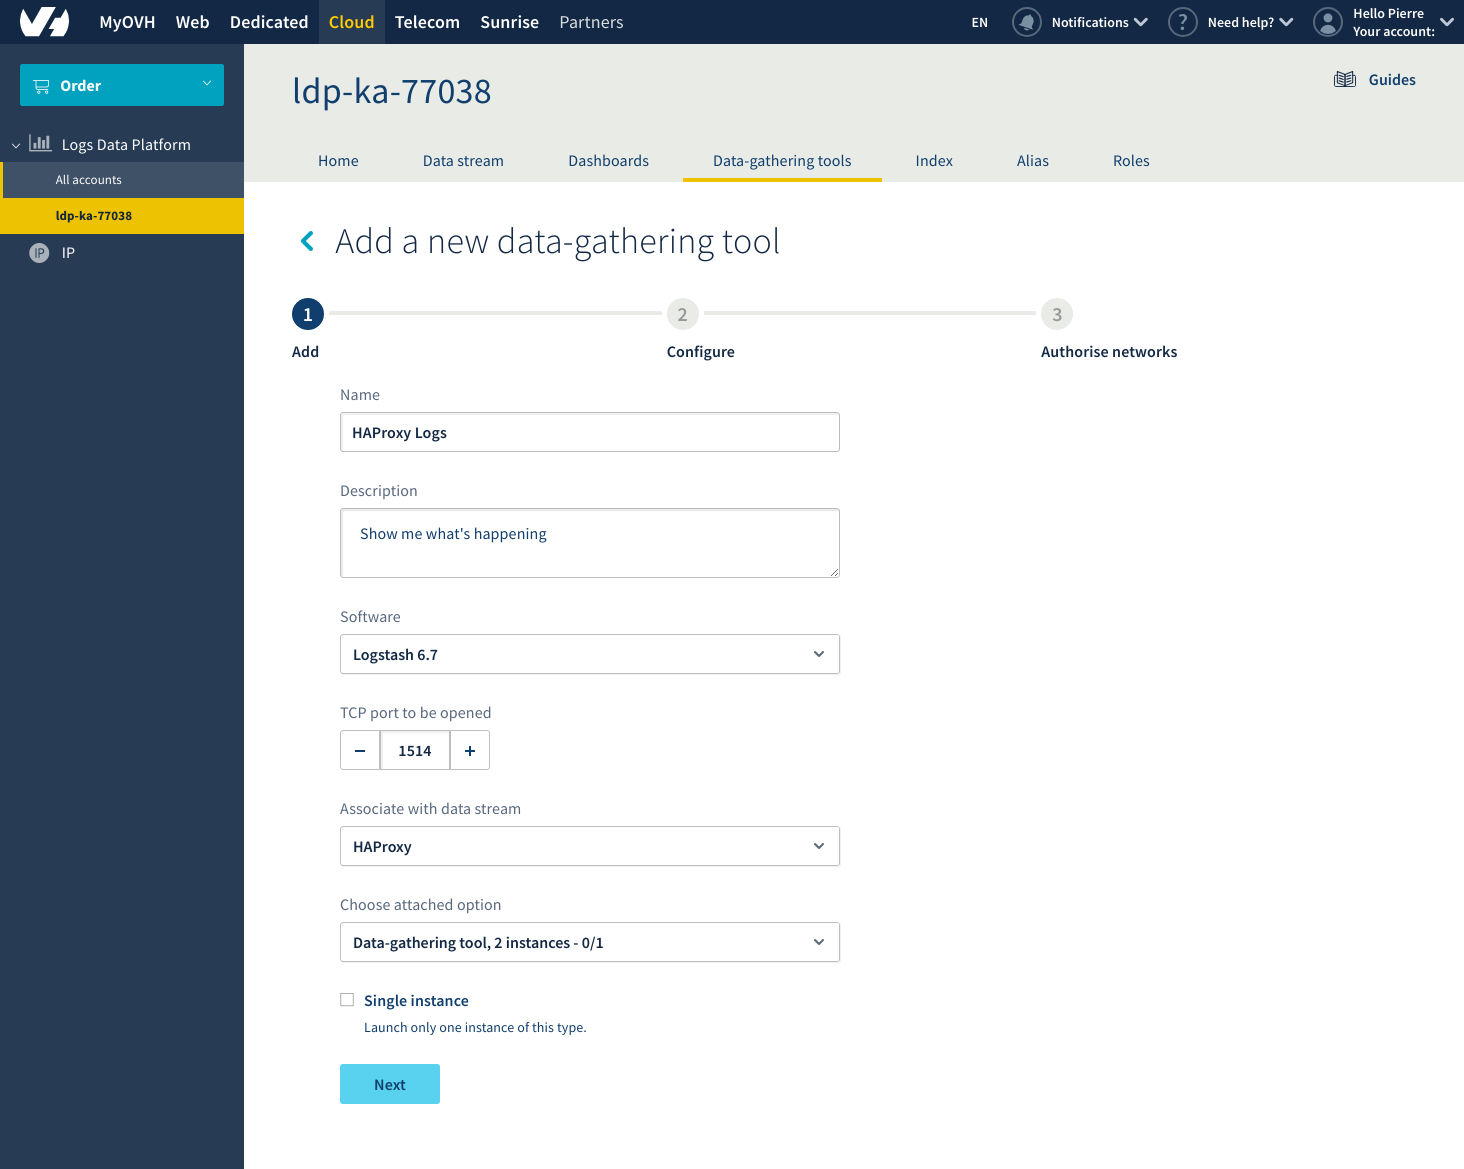 MyOVH Web Dedicated Cloud Telecom Sunrise Partners EN Notifications ? Need help? Hello Pierre
Your account:
Order
Logs Data Platform
All accounts
ldp-ka-77038
IP IP
ldp-ka-77038
Guides
Home Data stream Dashboards Data-gathering tools Index Alias Roles
Add a new data-gathering tool
1 2 3
Add Configure Authorise networks
Name
HAProxy Logs
Description
Show me what's happening
Software
Logstash 6.7
TCP port to be opened
− 1514 +
Associate with data stream
HAProxy
Choose attached option
Data-gathering tool, 2 instances - 0/1
Single instance
Launch only one instance of this type.
Next